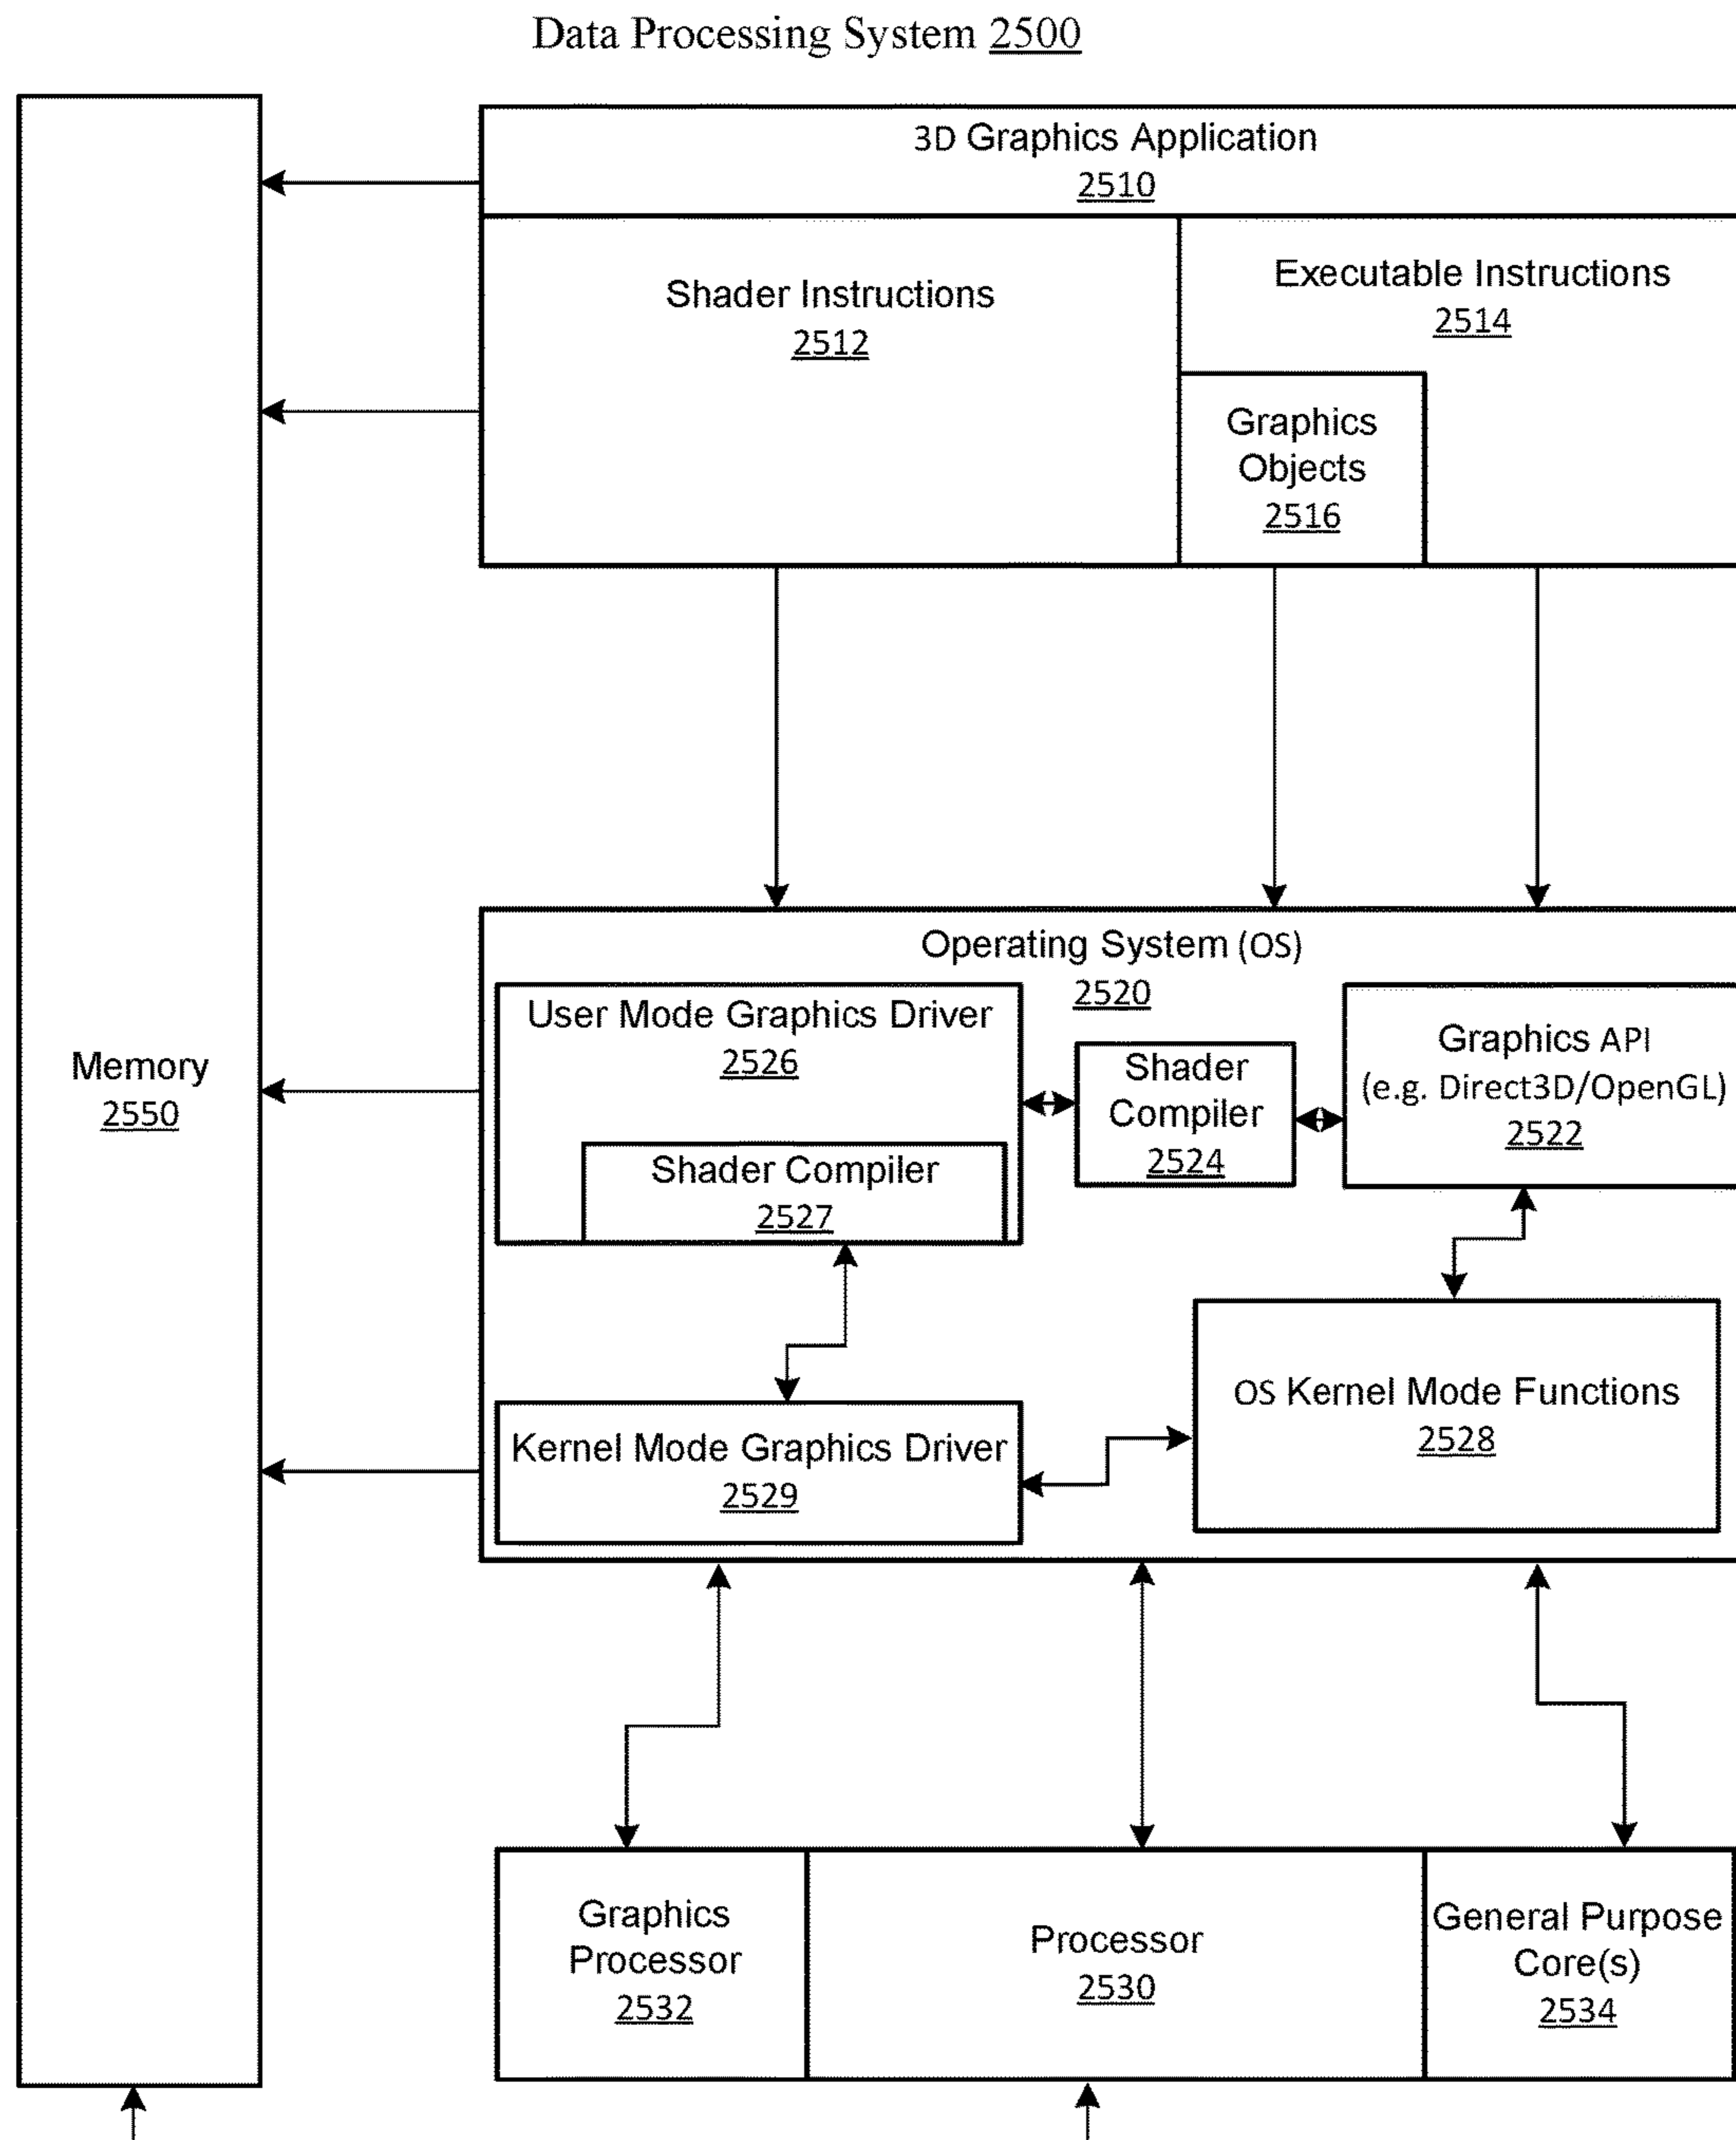 Data Processing System 2500
3D Graphics Application
2510
Shader Instructions
2512
Executable Instructions
2514
Graphics
Objects
2516
Memory
2550
Operating System (OS)
2520
User Mode Graphics Driver
2526
Shader Compiler
2527
Shader
Compiler
2524
Graphics API
(e.g. Direct3D/OpenGL)
2522
Kernel Mode Graphics Driver
2529
OS Kernel Mode Functions
2528
Graphics
Processor
2532
Processor
2530
General Purpose
Core(s)
2534